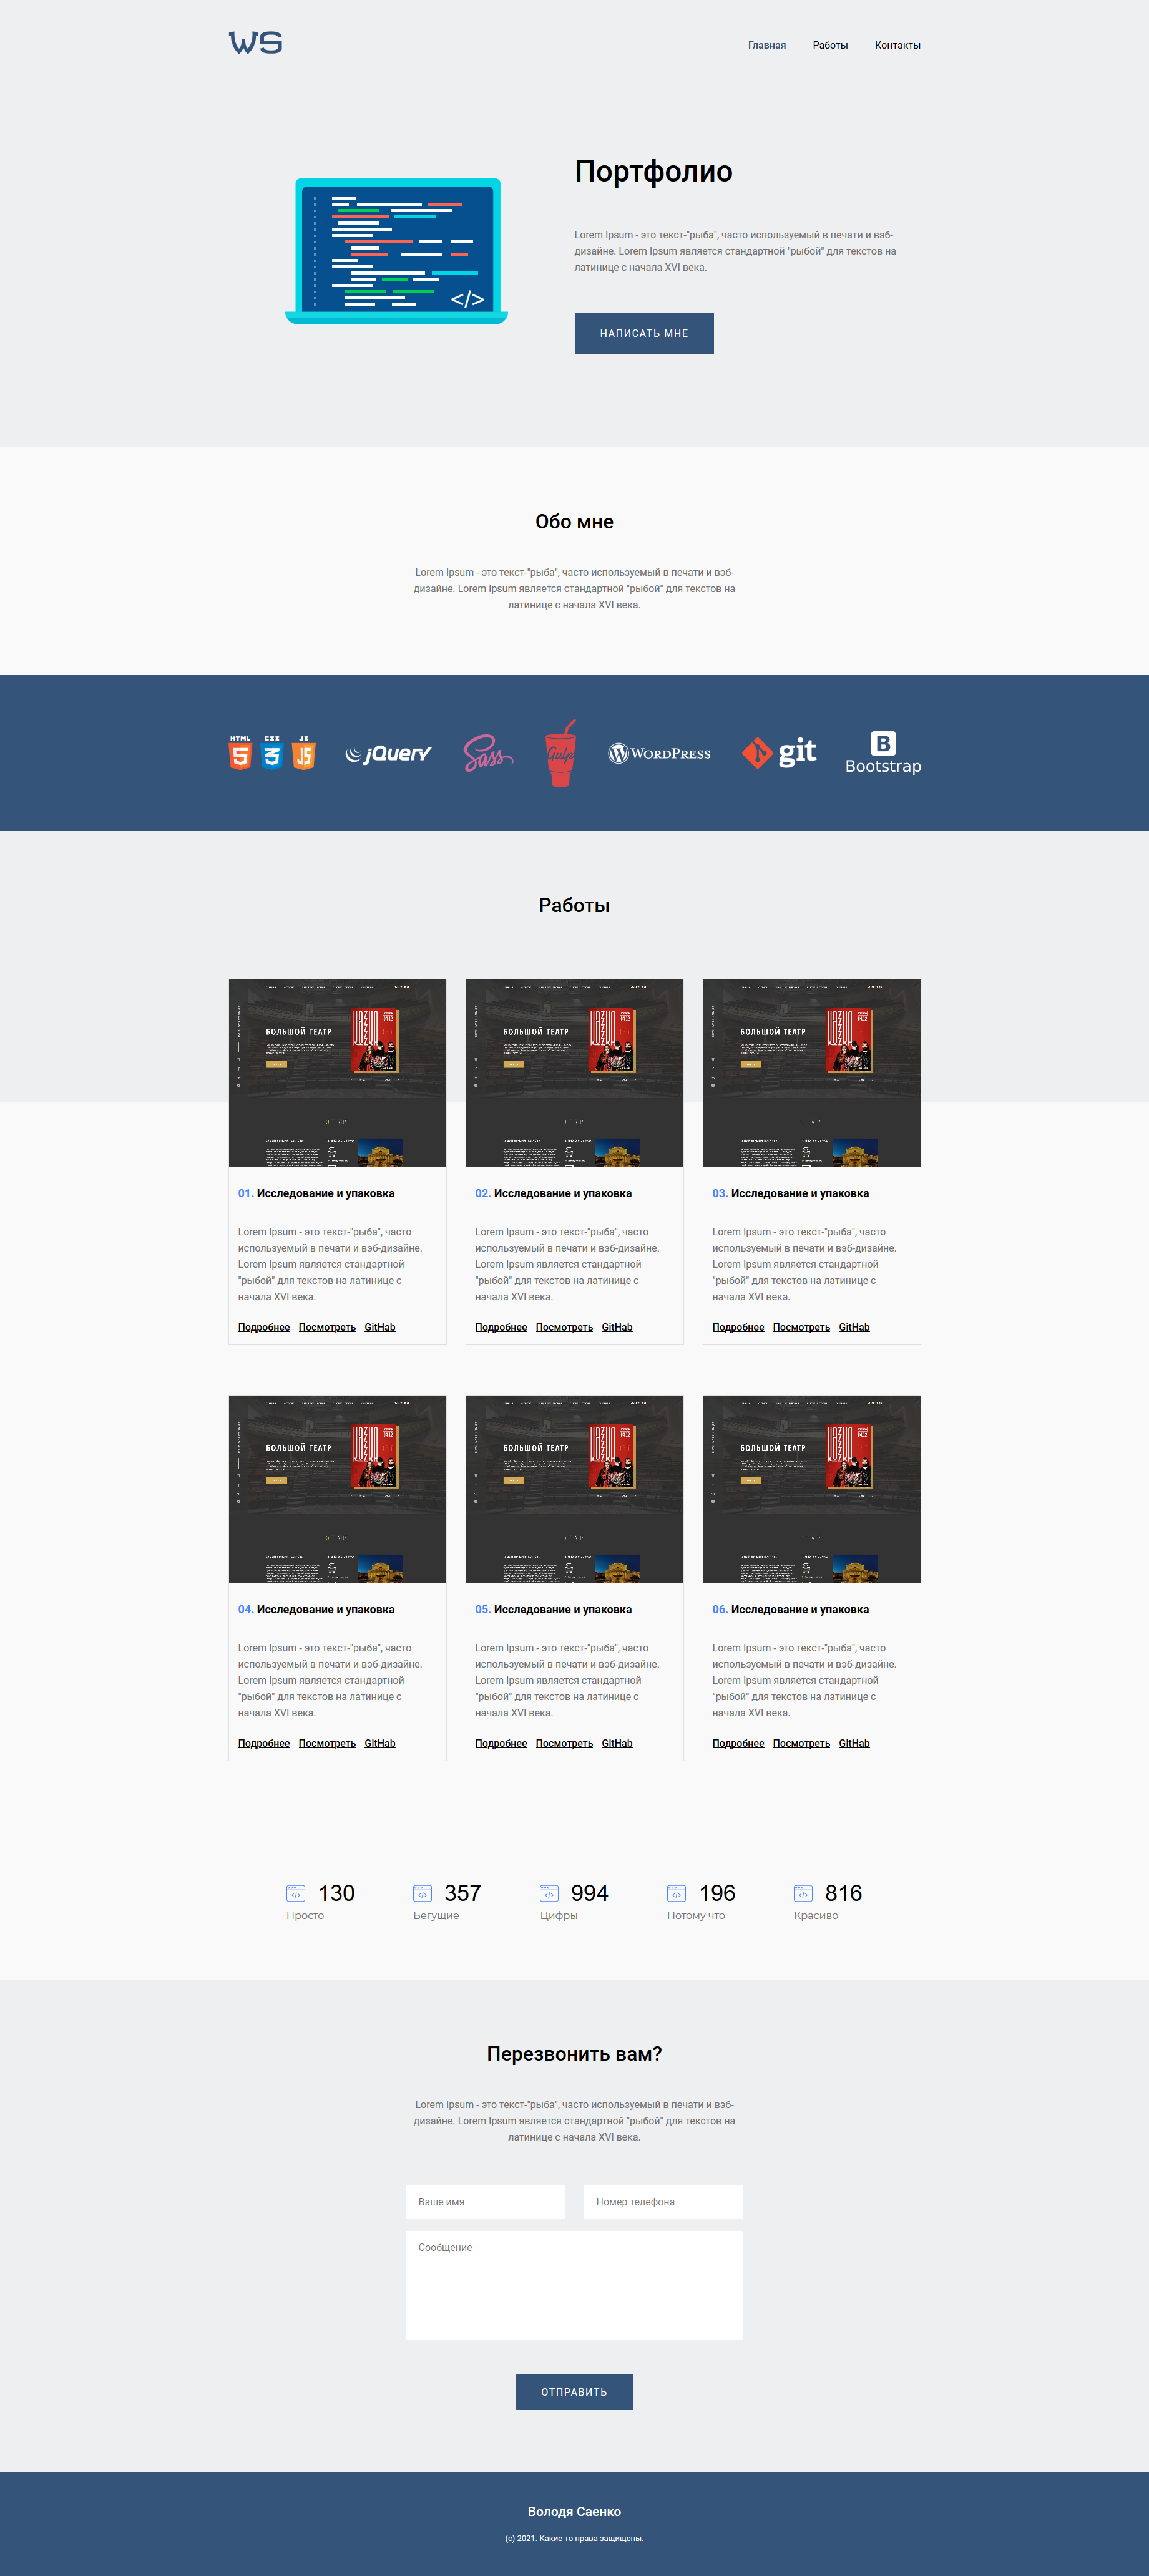 WS
Главная Работы Контакты
Портфолио
Lorem Ipsum - это текст-"рыба", часто используемый в печати и вэб-
дизайне. Lorem Ipsum является стандартной "рыбой" для текстов на
латинице с начала XVI века.
</>
НАПИСАТЬ МНЕ
Обо мне
Lorem Ipsum - это текст-"рыба", часто используемый в печати и вэб-
дизайне. Lorem Ipsum является стандартной "рыбой" для текстов на
латинице с начала XVI века.
HTML 5 CSS 3 JS jQuery Sass Gulp WordPress git B Bootstrap
Работы
БОЛЬШОЙ ТЕАТР БОЛЬШОЙ ТЕАТР БОЛЬШОЙ ТЕАТР
01. Исследование и упаковка
Lorem Ipsum - это текст-"рыба", часто
используемый в печати и вэб-дизайне.
Lorem Ipsum является стандартной
"рыбой" для текстов на латинице с
начала XVI века.
Подробнее Посмотреть GitHab
02. Исследование и упаковка
Lorem Ipsum - это текст-"рыба", часто
используемый в печати и вэб-дизайне.
Lorem Ipsum является стандартной
"рыбой" для текстов на латинице с
начала XVI века.
Подробнее Посмотреть GitHab
03. Исследование и упаковка
Lorem Ipsum - это текст-"рыба", часто
используемый в печати и вэб-дизайне.
Lorem Ipsum является стандартной
"рыбой" для текстов на латинице с
начала XVI века.
Подробнее Посмотреть GitHab
БОЛЬШОЙ ТЕАТР БОЛЬШОЙ ТЕАТР БОЛЬШОЙ ТЕАТР
04. Исследование и упаковка
Lorem Ipsum - это текст-"рыба", часто
используемый в печати и вэб-дизайне.
Lorem Ipsum является стандартной
"рыбой" для текстов на латинице с
начала XVI века.
Подробнее Посмотреть GitHab
05. Исследование и упаковка
Lorem Ipsum - это текст-"рыба", часто
используемый в печати и вэб-дизайне.
Lorem Ipsum является стандартной
"рыбой" для текстов на латинице с
начала XVI века.
Подробнее Посмотреть GitHab
06. Исследование и упаковка
Lorem Ipsum - это текст-"рыба", часто
используемый в печати и вэб-дизайне.
Lorem Ipsum является стандартной
"рыбой" для текстов на латинице с
начала XVI века.
Подробнее Посмотреть GitHab
130 357 994 196 816
Просто Бегущие Цифры Потому что Красиво
Перезвонить вам?
Lorem Ipsum - это текст-"рыба", часто используемый в печати и вэб-
дизайне. Lorem Ipsum является стандартной "рыбой" для текстов на
латинице с начала XVI века.
Ваше имя Номер телефона
Сообщение
ОТПРАВИТЬ
Володя Саенко
(c) 2021. Какие-то права защищены.